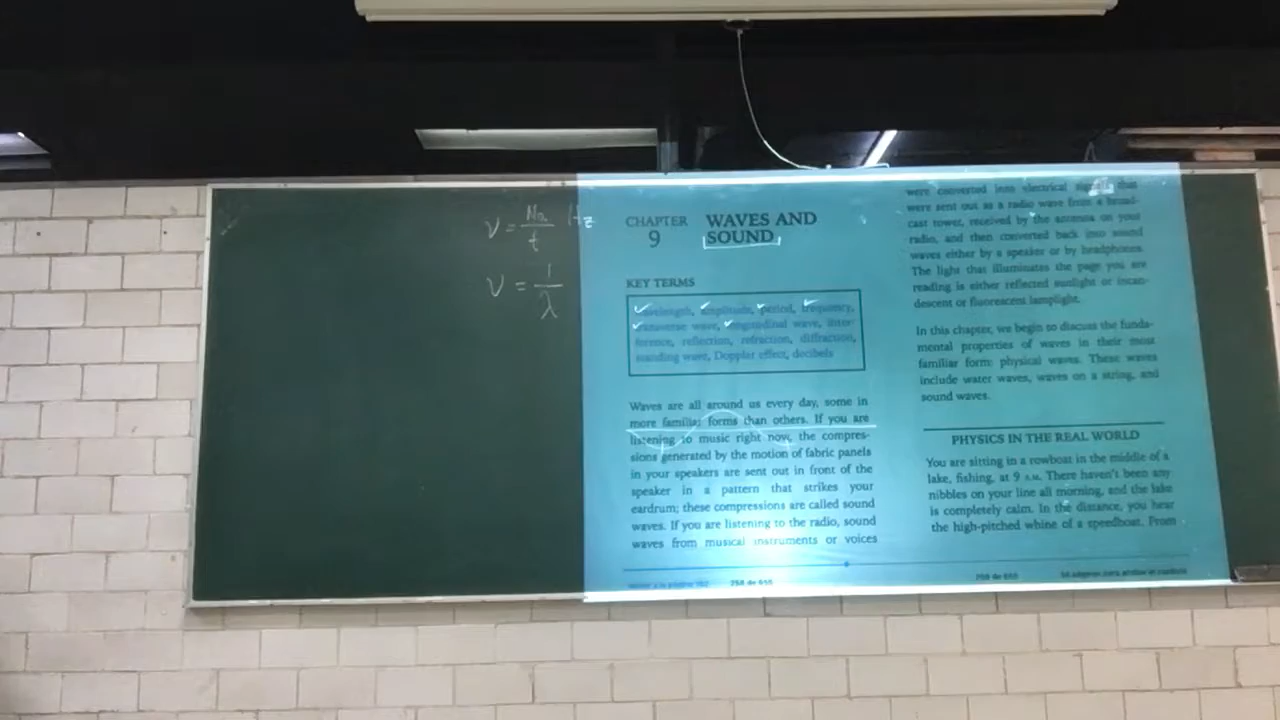 ν = No. / t Hz
ν = 1 / λ
CHAPTER 9
WAVES AND
SOUND
KEY TERMS
wavelength, amplitude, period, frequency,
transverse wave, longitudinal wave, inter-
ference, reflection, refraction, diffraction,
standing wave, Doppler effect, decibels
Waves are all around us every day, some in
more familiar forms than others. If you are
listening to music right now, the compres-
sions generated by the motion of fabric panels
in your speakers are sent out in front of the
speaker in a pattern that strikes your
eardrum; these compressions are called sound
waves. If you are listening to the radio, sound
waves from musical instruments or voices
258 de 655
were converted into electrical signals that
were sent out as a radio wave from a broad-
cast tower, received by the antenna on your
radio, and then converted back into sound
waves either by a speaker or by headphones.
The light that illuminates the page you are
reading is either reflected sunlight or incan-
descent or fluorescent lamplight.
In this chapter, we begin to discuss the funda-
mental properties of waves in their most
familiar form: physical waves. These waves
include water waves, waves on a string, and
sound waves.
PHYSICS IN THE REAL WORLD
You are sitting in a rowboat in the middle of a
lake, fishing, at 9 A.M. There haven't been any
nibbles on your line all morning, and the lake
is completely calm. In the distance, you hear
the high-pitched whine of a speedboat. From